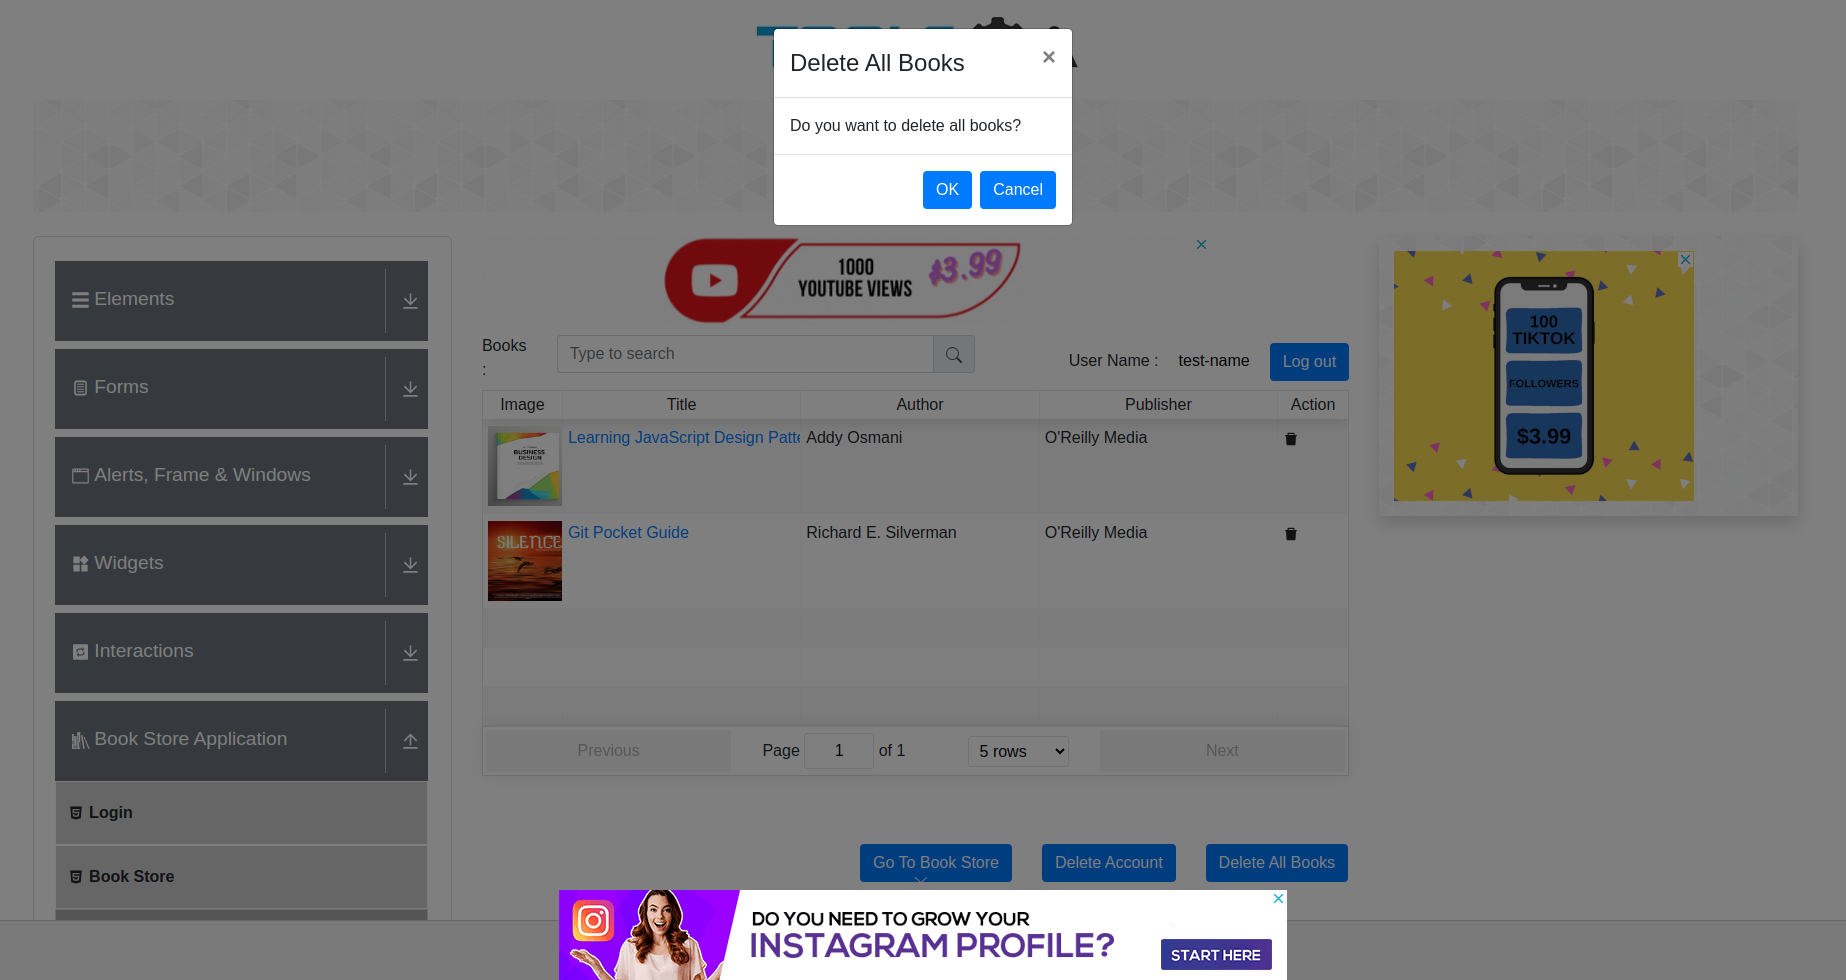 Delete All Books
×
Do you want to delete all books?
OK
Cancel
1000
YOUTUBE VIEWS
$3.99
Elements
Forms
Alerts, Frame & Windows
Widgets
Interactions
Book Store Application
Login
Book Store
Books
:
Type to search
User Name :
test-name
Log out
Image
Title
Author
Publisher
Action
BUSINESS
DESIGN
Learning JavaScript Design Patte
Addy Osmani
O'Reilly Media
SILENCE
Git Pocket Guide
Richard E. Silverman
O'Reilly Media
Previous
Page
1
of 1
5 rows
Next
Go To Book Store
Delete Account
Delete All Books
100
TIKTOK
FOLLOWERS
$3.99
DO YOU NEED TO GROW YOUR
INSTAGRAM PROFILE?
START HERE